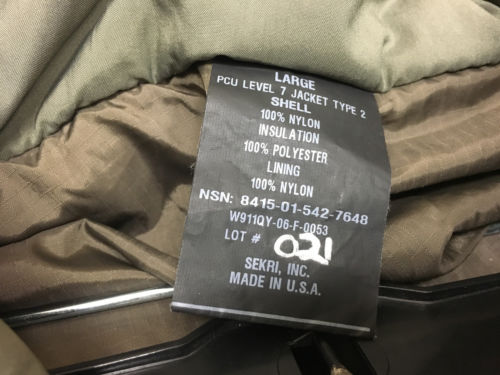 LARGE
PCU LEVEL 7 JACKET TYPE 2
SHELL
100% NYLON
INSULATION
100% POLYESTER
LINING
100% NYLON
NSN: 8415-01-542-7648
W911QY-06-F-0053
LOT # 021
SEKRI, INC.
MADE IN U.S.A.